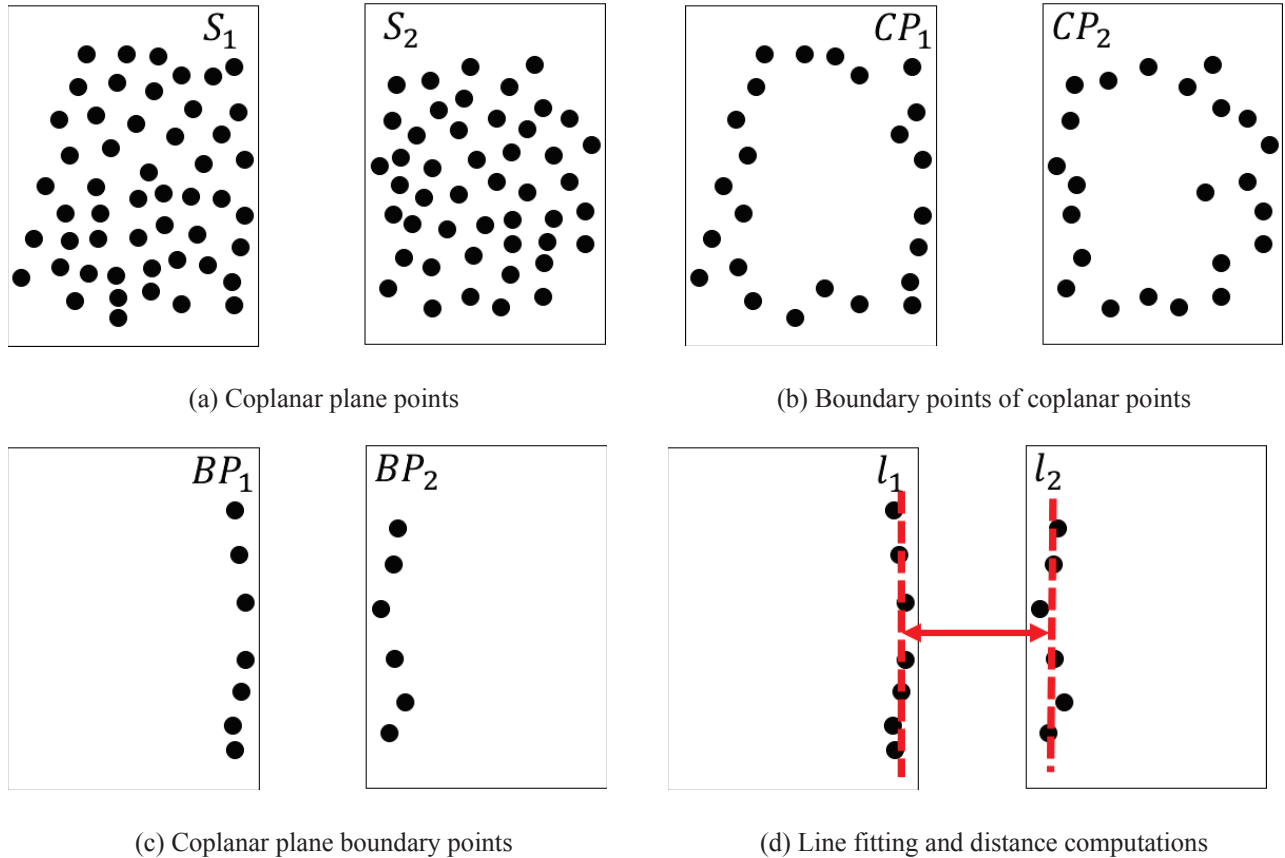 S₁
S₂
CP₁
CP₂
(a) Coplanar plane points
(b) Boundary points of coplanar points
BP₁
BP₂
l₁
l₂
(c) Coplanar plane boundary points
(d) Line fitting and distance computations